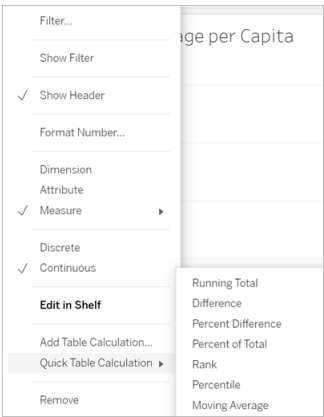 Filter...
age per Capita
Show Filter
Show Header
Format Number...
Dimension
Attribute
Measure
Discrete
Continuous
Edit in Shelf
Add Table Calculation...
Quick Table Calculation
Remove
Running Total
Difference
Percent Difference
Percent of Total
Rank
Percentile
Moving Average